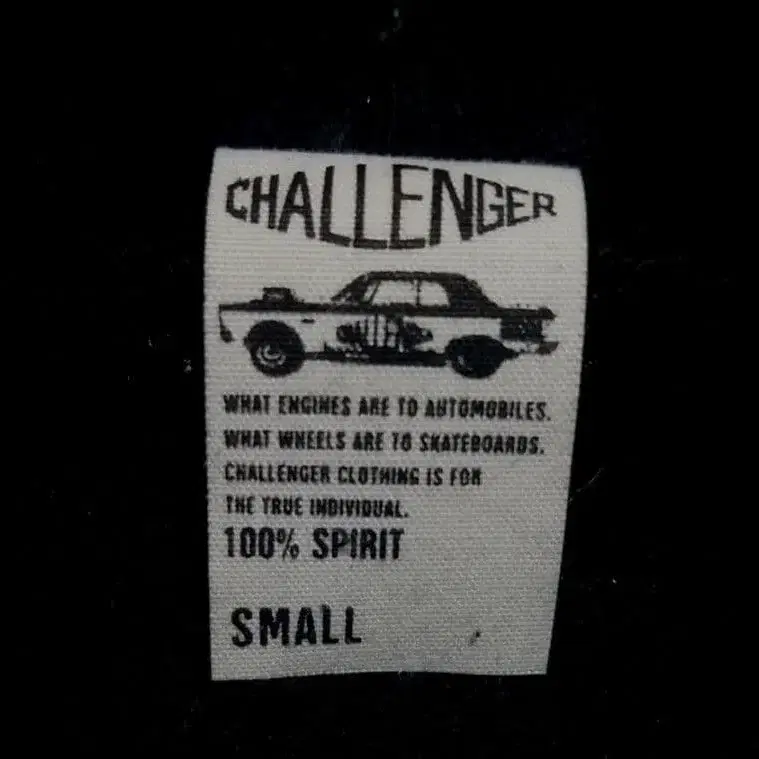 CHALLENGER
WHAT ENGINES ARE TO AUTOMOBILES.
WHAT WHEELS ARE TO SKATEBOARDS.
CHALLENGER CLOTHING IS FOR
THE TRUE INDIVIDUAL.
100% SPIRIT
SMALL